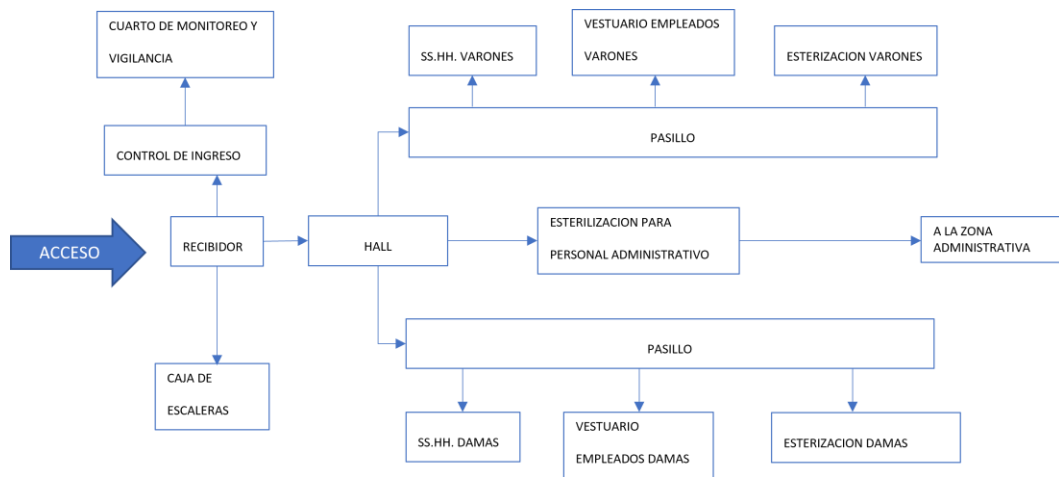 CUARTO DE MONITOREO Y
VIGILANCIA
SS.HH. VARONES
VESTUARIO EMPLEADOS
VARONES
ESTERIZACION VARONES
CONTROL DE INGRESO
PASILLO
ACCESO
RECIBIDOR
HALL
ESTERILIZACION PARA
PERSONAL ADMINISTRATIVO
A LA ZONA
ADMINISTRATIVA
PASILLO
CAJA DE
ESCALERAS
SS.HH. DAMAS
VESTUARIO
EMPLEADOS DAMAS
ESTERIZACION DAMAS